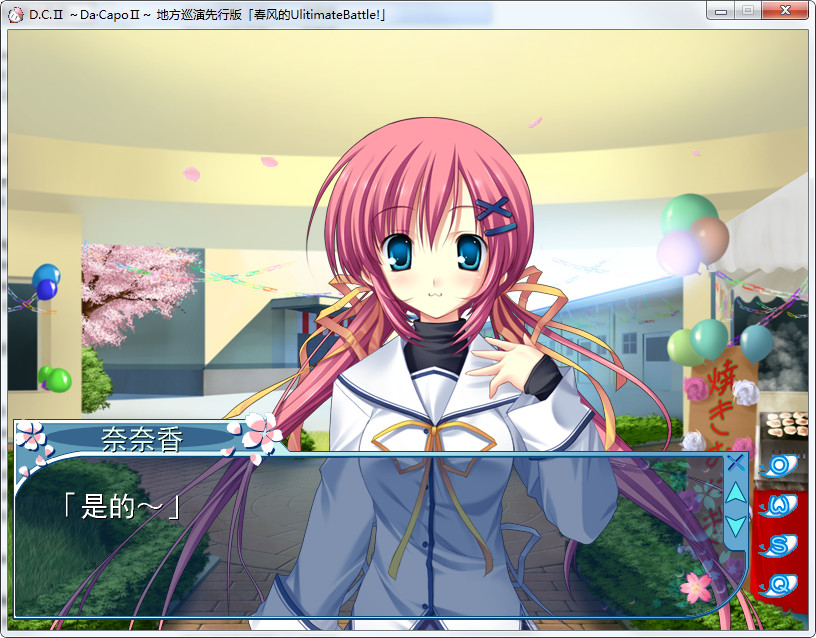 D.C.Ⅱ ～Da·CapoⅡ～ 地方巡演先行版「春风的UlitimateBattle!」
焼きそ
奈奈香
「是的～」
O
W
S
Q